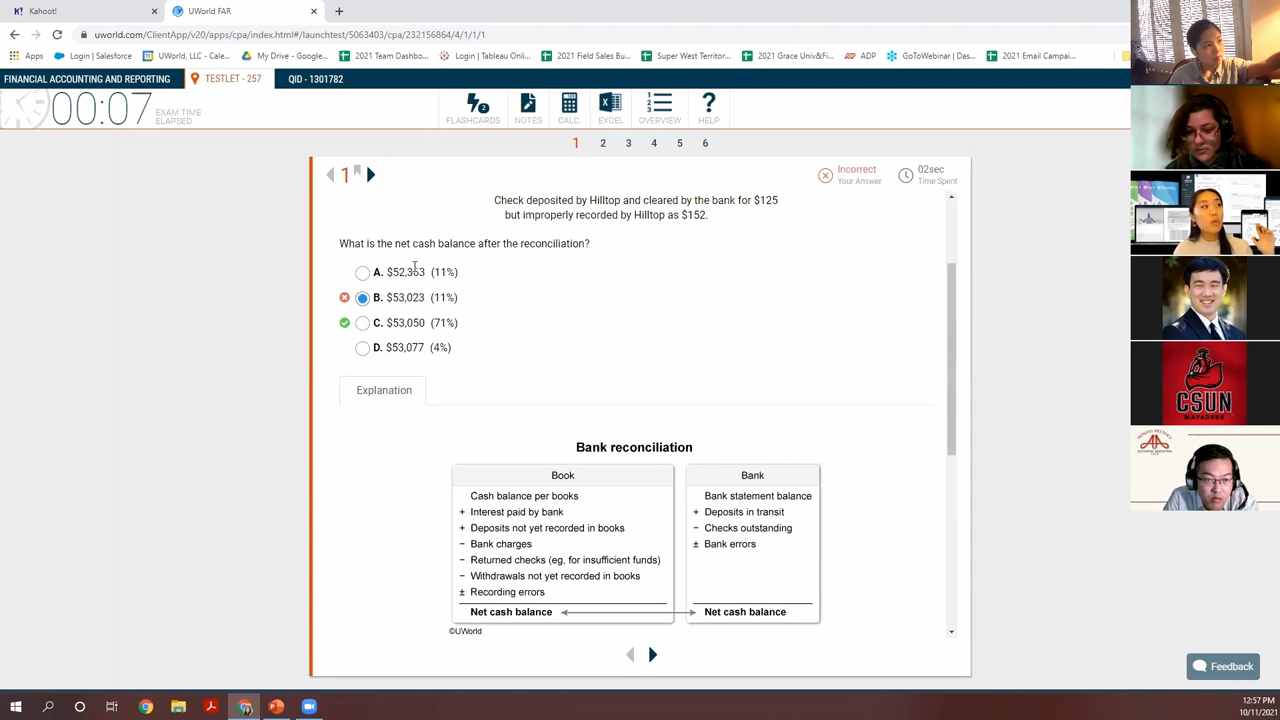 Kahoot!
UWorld FAR
uworld.com/ClientApp/v20/apps/cpa/index.html#/launchtest/5063403/cpa/232156864/4/1/1/1
Apps
Login | Salesforce
UWorld, LLC - Cale...
My Drive - Google...
2021 Team Dashbo...
Login | Tableau Onli...
2021 Field Sales Bu...
Super West Territor...
2021 Grace Univ&Fi...
ADP
GoToWebinar | Das...
2021 Email Campai...
FINANCIAL ACCOUNTING AND REPORTING
TESTLET - 257
QID - 1301782
00:07
EXAM TIME
ELAPSED
2
FLASHCARDS
NOTES
CALC
EXCEL
OVERVIEW
HELP
1 2 3 4 5 6
1
Incorrect
Your Answer
02sec
Time Spent
Check deposited by Hilltop and cleared by the bank for $125
but improperly recorded by Hilltop as $152.
What is the net cash balance after the reconciliation?
A. $52,363 (11%)
B. $53,023 (11%)
C. $53,050 (71%)
D. $53,077 (4%)
Explanation
Bank reconciliation
Book
Cash balance per books
+ Interest paid by bank
+ Deposits not yet recorded in books
− Bank charges
− Returned checks (eg, for insufficient funds)
− Withdrawals not yet recorded in books
± Recording errors
Net cash balance
Bank
Bank statement balance
+ Deposits in transit
− Checks outstanding
± Bank errors
Net cash balance
©UWorld
Feedback
CSUN
MATADORS
12:57 PM
10/11/2021